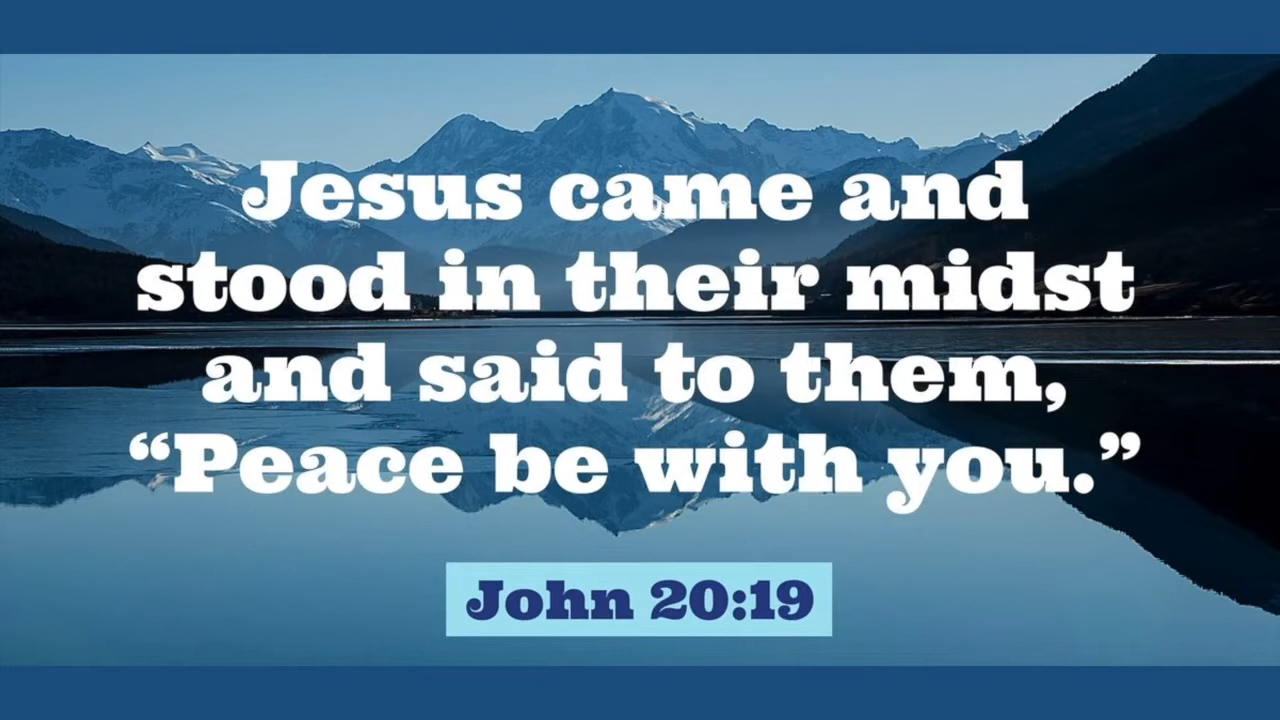 Jesus came and
stood in their midst
and said to them,
“Peace be with you.”
John 20:19